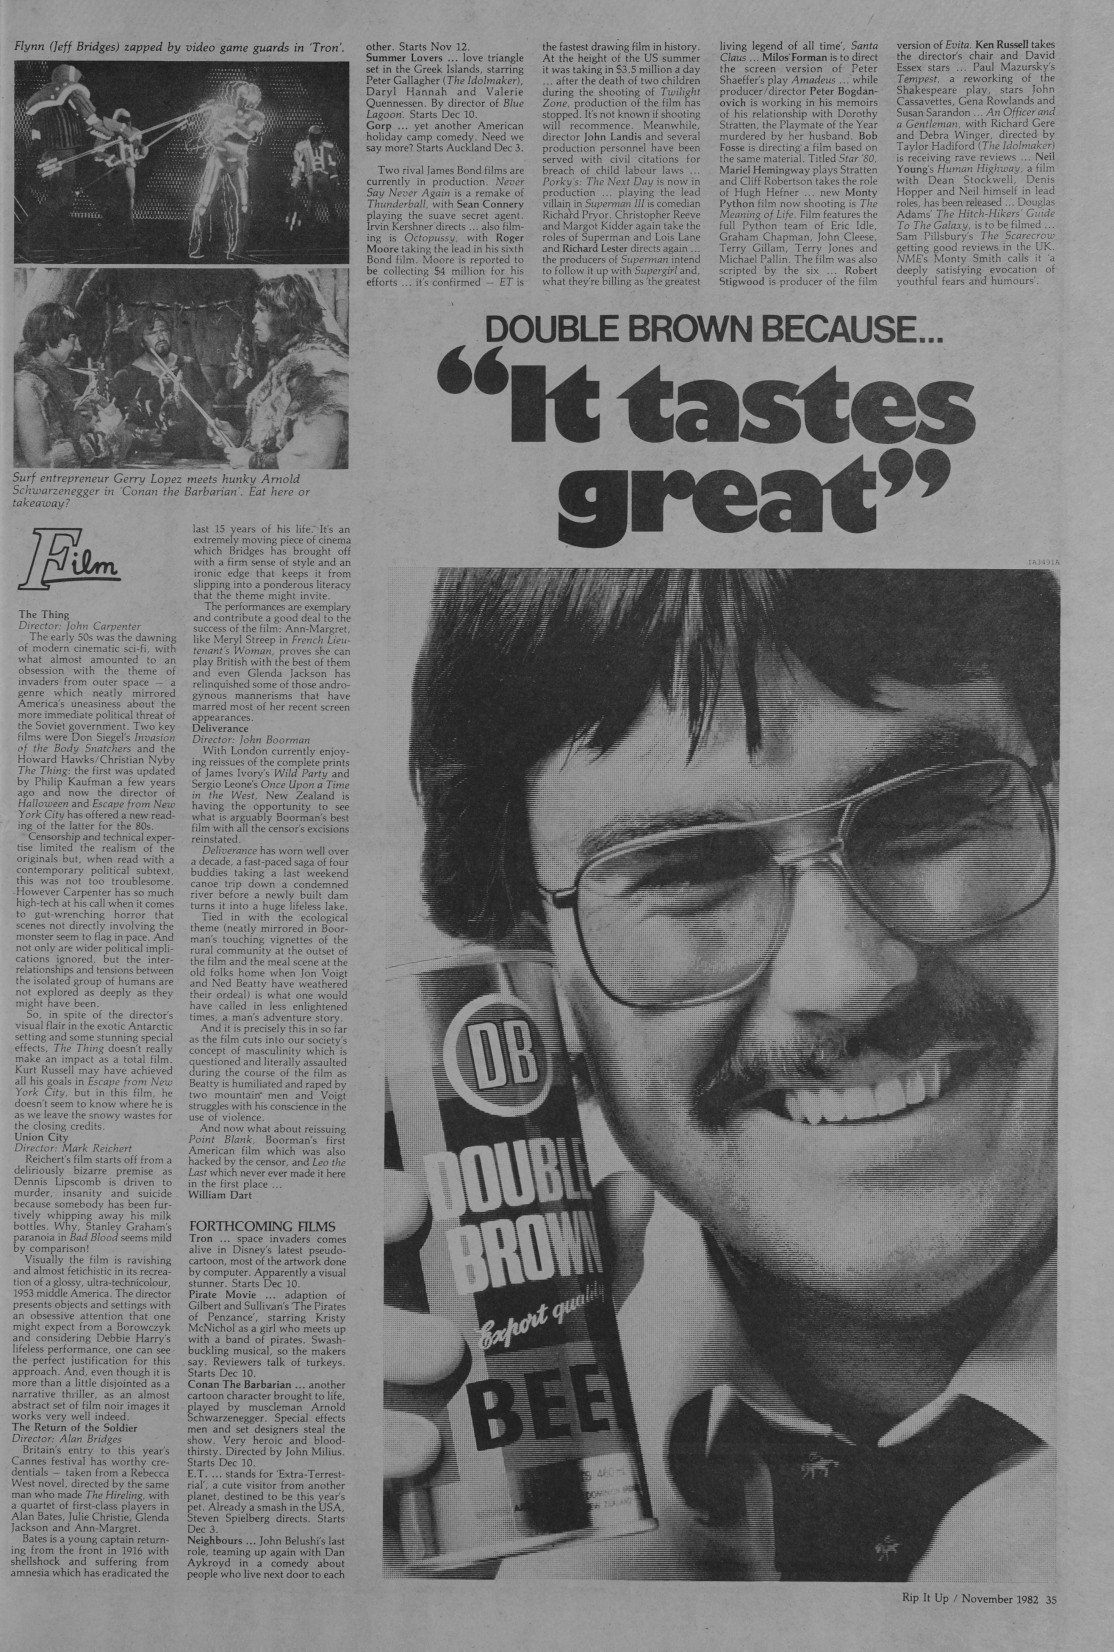 Flynn (Jeff Bridges) zapped by video game guards in 'Tron'.
Surf entrepreneur Gerry Lopez meets hunky Arnold
Schwarzenegger in 'Conan the Barbarian'. Eat here or
takeaway?
Film
The Thing
Director: John Carpenter
The early 50s was the dawning
of modern cinematic sci-fi, with
what almost amounted to an
obsession with the theme of
invaders from outer space — a
genre which neatly mirrored
America's uneasiness about the
more immediate political threat of
the Soviet government. Two key
films were Don Siegel's Invasion
of the Body Snatchers and the
Howard Hawks/Christian Nyby
The Thing: the first was updated
by Philip Kaufman a few years
ago and now the director of
Halloween and Escape from New
York City has offered a new read-
ing of the latter for the 80s.
Censorship and technical exper-
tise limited the realism of the
originals but, when read with a
contemporary political subtext,
this was not too troublesome.
However Carpenter has so much
high-tech at his call when it comes
to gut-wrenching horror that
scenes not directly involving the
monster seem to flag in pace. And
not only are wider political impli-
cations ignored, but the inter-
relationships and tensions between
the isolated group of humans are
not explored as deeply as they
might have been.
So, in spite of the director's
visual flair in the exotic Antarctic
setting and some stunning special
effects, The Thing doesn't really
make an impact as a total film.
Kurt Russell may have achieved
all his goals in Escape from New
York City, but in this film, he
doesn't seem to know where he is
as we leave the snowy wastes for
the closing credits.
Union City
Director: Mark Reichert
Reichert's film starts off from a
deliriously bizarre premise as
Dennis Lipscomb is driven to
murder, insanity and suicide
because somebody has been fur-
tively whipping away his milk
bottles. Why, Stanley Graham's
paranoia in Bad Blood seems mild
by comparison!
Visually the film is ravishing
and almost fetichistic in its recrea-
tion of a glossy, ultra-technicolour,
1953 middle America. The director
presents objects and settings with
an obsessive attention that one
might expect from a Borowczyk
and considering Debbie Harry's
lifeless performance, one can see
the perfect justification for this
approach. And, even though it is
more than a little disjointed as a
narrative thriller, as an almost
abstract set of film noir images it
works very well indeed.
The Return of the Soldier
Director: Alan Bridges
Britain's entry to this year's
Cannes festival has worthy cre-
dentials — taken from a Rebecca
West novel, directed by the same
man who made The Hireling, with
a quartet of first-class players in
Alan Bates, Julie Christie, Glenda
Jackson and Ann-Margret.
Bates is a young captain return-
ing from the front in 1916 with
shellshock and suffering from
amnesia which has eradicated the
last 15 years of his life. It's an
extremely moving piece of cinema
which Bridges has brought off
with a firm sense of style and an
ironic edge that keeps it from
slipping into a ponderous literacy
that the theme might invite.
The performances are exemplary
and contribute a good deal to the
success of the film: Ann-Margret,
like Meryl Streep in French Lieu-
tenant's Woman, proves she can
play British with the best of them
and even Glenda Jackson has
relinquished some of those andro-
gynous mannerisms that have
marred most of her recent screen
appearances.
Deliverance
Director: John Boorman
With London currently enjoy-
ing reissues of the complete prints
of James Ivory's Wild Party and
Sergio Leone's Once Upon a Time
in the West, New Zealand is
having the opportunity to see
what is arguably Boorman's best
film with all the censor's excisions
reinstated.
Deliverance has worn well over
a decade, a fast-paced saga of four
buddies taking a last weekend
canoe trip down a condemned
river before a newly built dam
turns it into a huge lifeless lake.
Tied in with the ecological
theme (neatly mirrored in Boor-
man's touching vignettes of the
rural community at the outset of
the film and the meal scene at the
old folks home when Jon Voigt
and Ned Beatty have weathered
their ordeal) is what one would
have called in less enlightened
times, a man's adventure story.
And it is precisely this in so far
as the film cuts into our society's
concept of masculinity which is
questioned and literally assaulted
during the course of the film as
Beatty is humiliated and raped by
two mountain men and Voigt
struggles with his conscience in the
use of violence.
And now what about reissuing
Point Blank, Boorman's first
American film which was also
hacked by the censor, and Leo the
Last which never ever made it here
in the first place ...
William Dart
FORTHCOMING FILMS
Tron ... space invaders comes
alive in Disney's latest pseudo-
cartoon, most of the artwork done
by computer. Apparently a visual
stunner. Starts Dec 10.
Pirate Movie ... adaption of
Gilbert and Sullivan's 'The Pirates
of Penzance', starring Kristy
McNichol as a girl who meets up
with a band of pirates. Swash-
buckling musical, so the makers
say. Reviewers talk of turkeys.
Starts Dec 10.
Conan The Barbarian ... another
cartoon character brought to life,
played by muscleman Arnold
Schwarzenegger. Special effects
men and set designers steal the
show. Very heroic and blood-
thirsty. Directed by John Milius.
Starts Dec 10.
E.T. ... stands for 'Extra-Terrest-
rial', a cute visitor from another
planet, destined to be this year's
pet. Already a smash in the USA.
Steven Spielberg directs. Starts
Dec 3.
Neighbours ... John Belushi's last
role, teaming up again with Dan
Aykroyd in a comedy about
people who live next door to each
other. Starts Nov 12.
Summer Lovers ... love triangle
set in the Greek Islands, starring
Peter Gallagher (The Idolmaker),
Daryl Hannah and Valerie
Quennessen. By director of Blue
Lagoon. Starts Dec 10.
Gorp ... yet another American
holiday camp comedy. Need we
say more? Starts Auckland Dec 3.
Two rival James Bond films are
currently in production. Never
Say Never Again is a remake of
Thunderball, with Sean Connery
playing the suave secret agent.
Irvin Kershner directs ... also film-
ing is Octopussy, with Roger
Moore taking the lead in his sixth
Bond film. Moore is reported to
be collecting $4 million for his
efforts ... it's confirmed — ET is
the fastest drawing film in history.
At the height of the US summer
it was taking in $3.5 million a day
... after the death of two children
during the shooting of Twilight
Zone, production of the film has
stopped. It's not known if shooting
will recommence. Meanwhile,
director John Landis and several
production personnel have been
served with civil citations for
breach of child labour laws ...
Porky's: The Next Day is now in
production ... playing the lead
villain in Superman III is comedian
Richard Pryor. Christopher Reeve
and Margot Kidder again take the
roles of Superman and Lois Lane
and Richard Lester directs again ...
the producers of Superman intend
to follow it up with Supergirl and,
what they're billing as 'the greatest
living legend of all time', Santa
Claus ... Milos Forman is to direct
the screen version of Peter
Shaeffer's play Amadeus ... while
producer/director Peter Bogdan-
ovich is working in his memoirs
of his relationship with Dorothy
Stratten, the Playmate of the Year
murdered by her husband. Bob
Fosse is directing a film based on
the same material. Titled Star '80,
Mariel Hemingway plays Stratten
and Cliff Robertson takes the role
of Hugh Hefner ... new Monty
Python film now shooting is The
Meaning of Life. Film features the
full Python team of Eric Idle,
Graham Chapman, John Cleese,
Terry Gillam, Terry Jones and
Michael Pallin. The film was also
scripted by the six ... Robert
Stigwood is producer of the film
version of Evita. Ken Russell takes
the director's chair and David
Essex stars ... Paul Mazursky's
Tempest, a reworking of the
Shakespeare play, stars John
Cassavettes, Gena Rowlands and
Susan Sarandon ... An Officer and
a Gentleman, with Richard Gere
and Debra Winger, directed by
Taylor Hadiford (The Idolmaker)
is receiving rave reviews ... Neil
Young's Human Highway, a film
with Dean Stockwell, Denis
Hopper and Neil himself in lead
roles, has been released ... Douglas
Adams' The Hitch-Hikers' Guide
To The Galaxy, is to be filmed ...
Sam Pillsbury's The Scarecrow
getting good reviews in the UK.
NME's Monty Smith calls it 'a
deeply satisfying evocation of
youthful fears and humours'.
DOUBLE BROWN BECAUSE...
"It tastes
great"
DB
DOUBLE
BROWN
Export quality
BEE
Rip It Up / November 1982 35